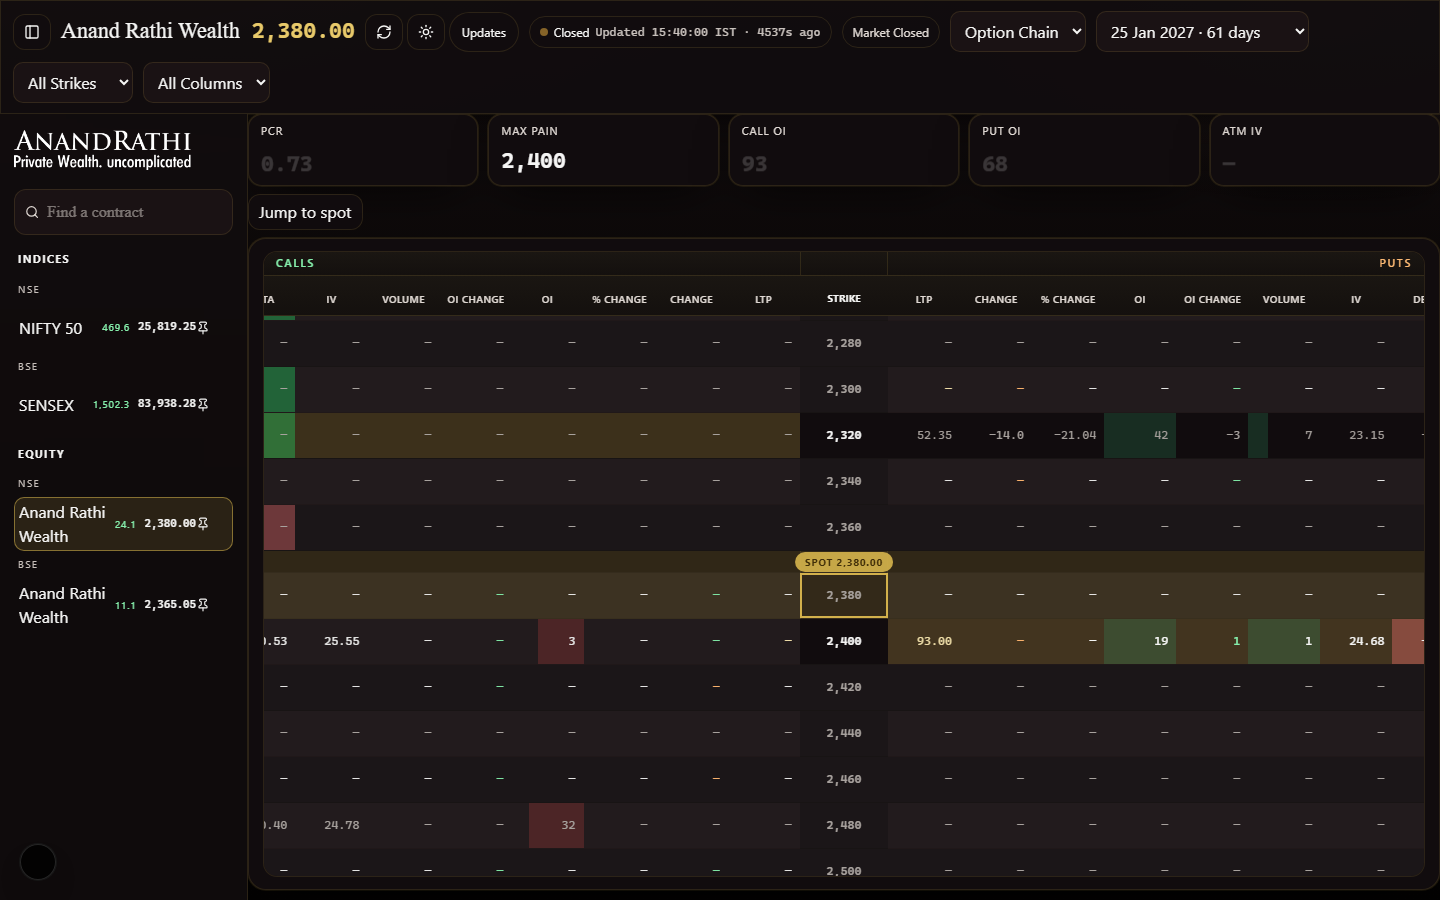 Anand Rathi Wealth 2,380.00 Updates Closed Updated 15:40:00 IST · 4537s ago Market Closed Option Chain 25 Jan 2027 · 61 days
All Strikes All Columns
ANANDRATHI
Private Wealth. uncomplicated
Find a contract
INDICES
NSE
NIFTY 50 469.6 25,819.25
BSE
SENSEX 1,502.3 83,938.28
EQUITY
NSE
Anand Rathi Wealth 24.1 2,380.00
BSE
Anand Rathi Wealth 11.1 2,365.05
PCR
0.73
MAX PAIN
2,400
CALL OI
93
PUT OI
68
ATM IV
—
Jump to spot
CALLS PUTS
TA IV VOLUME OI CHANGE OI % CHANGE CHANGE LTP STRIKE LTP CHANGE % CHANGE OI OI CHANGE VOLUME IV DE
— — — — — — — — 2,280 — — — — — — —
— — — — — — — — 2,300 — — — — — — —
— — — — — — — — 2,320 52.35 −14.0 −21.04 42 −3 7 23.15
— — — — — — — — 2,340 — — — — — — —
— — — — — — — — 2,360 — — — — — — —
SPOT 2,380.00
— — — — — — — — 2,380 — — — — — — —
.53 25.55 — — 3 — — — 2,400 93.00 — — 19 1 1 24.68
— — — — — — — — 2,420 — — — — — — —
— — — — — — — — 2,440 — — — — — — —
— — — — — — — — 2,460 — — — — — — —
.40 24.78 — — 32 — — — 2,480 — — — — — — —
— — — — — — — — 2,500 — — — — — — —